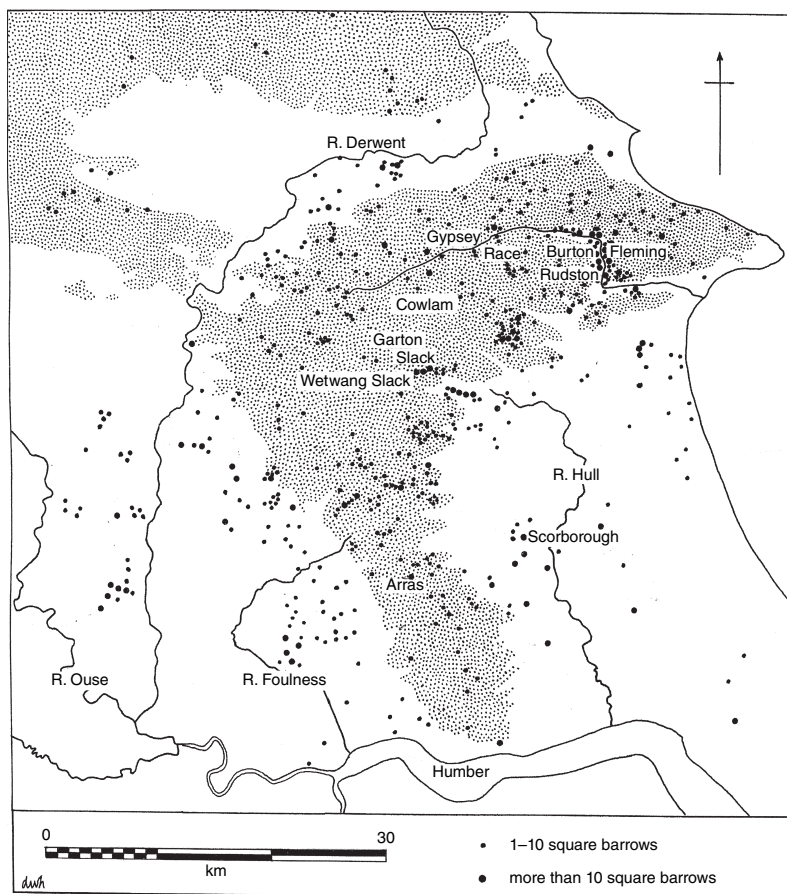 R. Derwent
Gypsey
Race
Burton
Fleming
Rudston
Cowlam
Garton
Slack
Wetwang Slack
R. Hull
Scorborough
Arras
R. Ouse
R. Foulness
Humber
0
30
km
1–10 square barrows
more than 10 square barrows
dwh